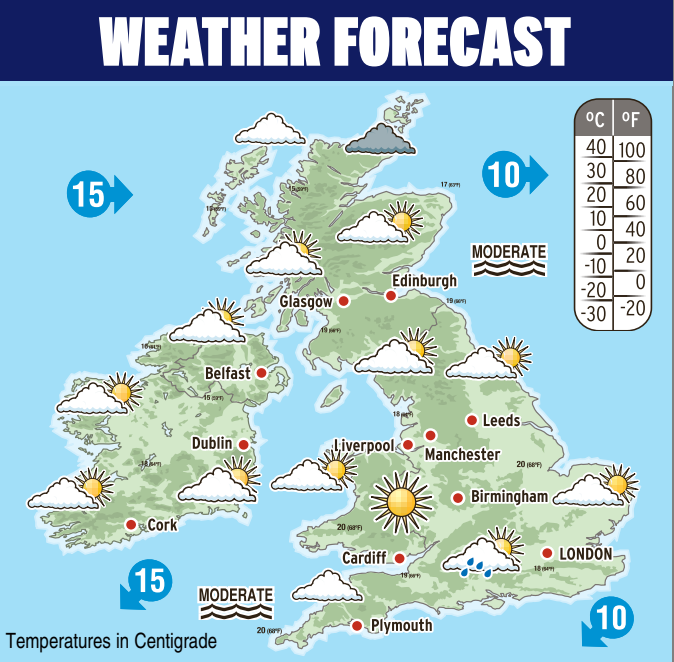 WEATHER FORECAST
°C °F
40 100
30 80
20 60
10 40
0 20
-10 0
-20 -20
-30
15
10
17 (63°F)
MODERATE
Edinburgh
Glasgow
19 (66°F)
19 (66°F)
Belfast
15 (59°F)
Leeds
Dublin
Liverpool
Manchester
20 (68°F)
Birmingham
Cork
20 (68°F)
LONDON
Cardiff
18 (64°F)
19 (66°F)
15
MODERATE
10
Plymouth
20 (68°F)
Temperatures in Centigrade